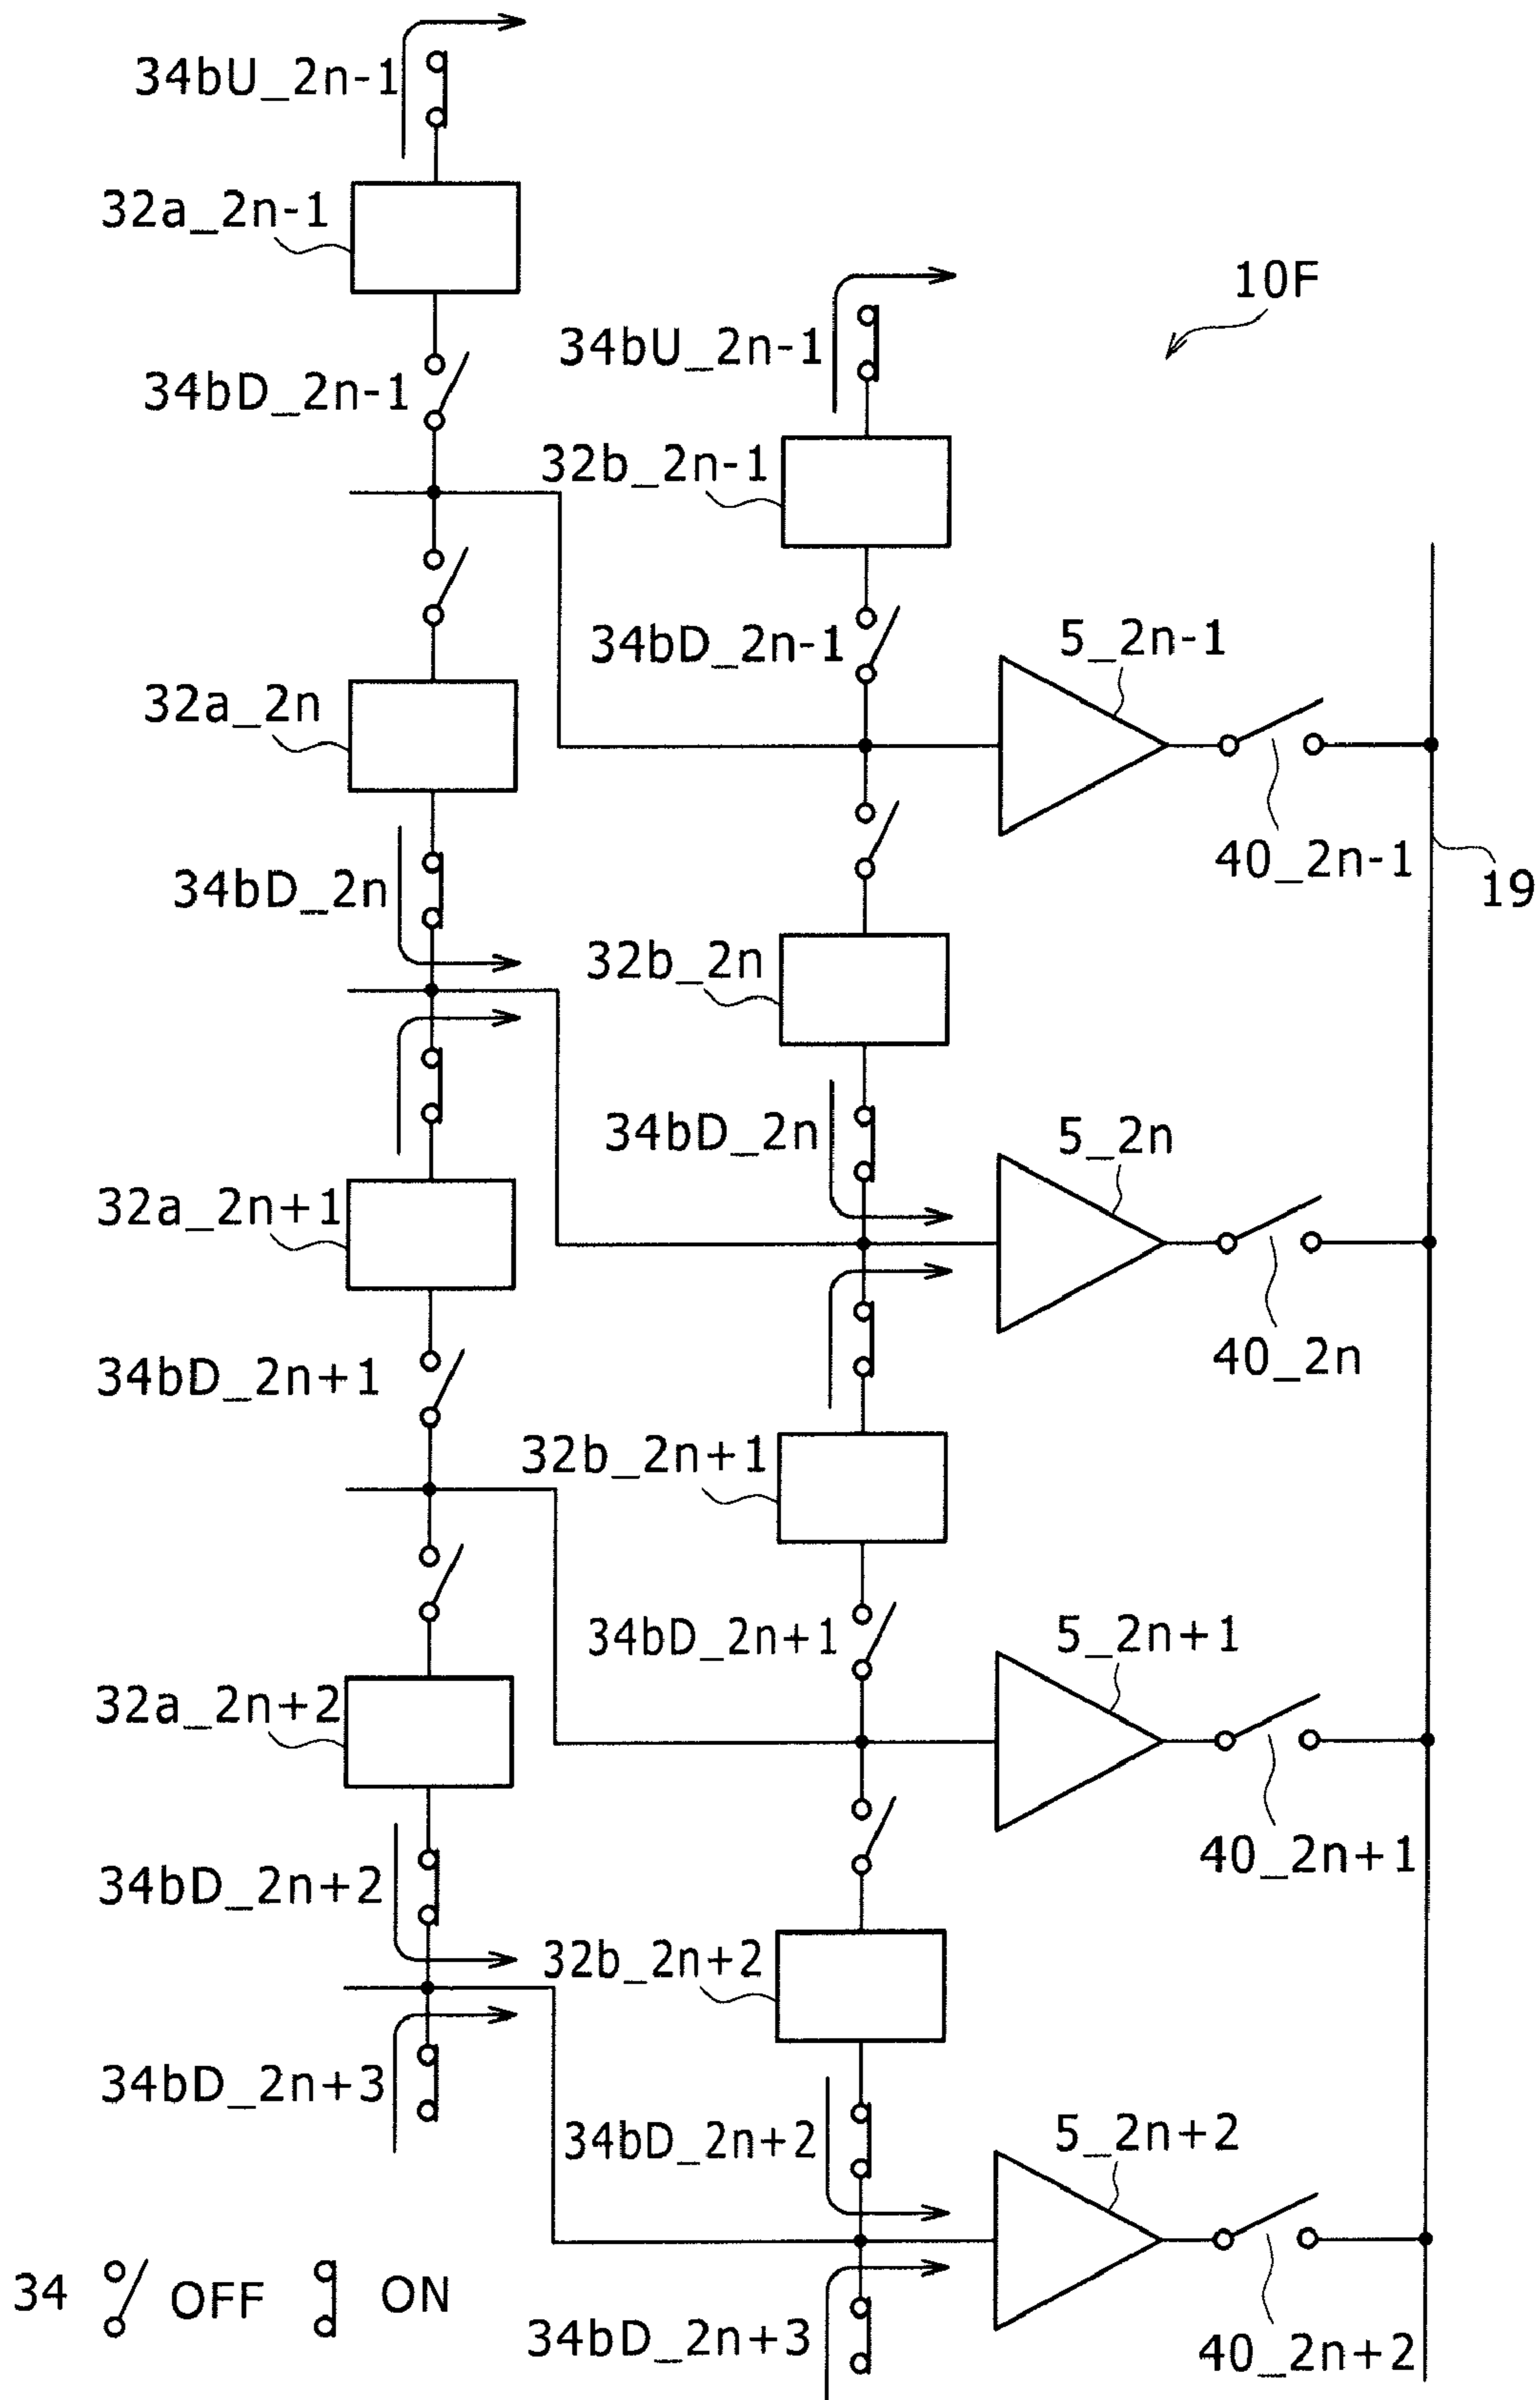 34bU_2n-1
32a_2n-1
10F
34bU_2n-1
34bD_2n-1
32b_2n-1
5_2n-1
34bD_2n-1
32a_2n
40_2n-1
19
34bD_2n
32b_2n
34bD_2n
5_2n
32a_2n+1
40_2n
34bD_2n+1
32b_2n+1
5_2n+1
34bD_2n+1
32a_2n+2
40_2n+1
34bD_2n+2
32b_2n+2
34bD_2n+3
34bD_2n+2
5_2n+2
34 OFF ON
34bD_2n+3
40_2n+2